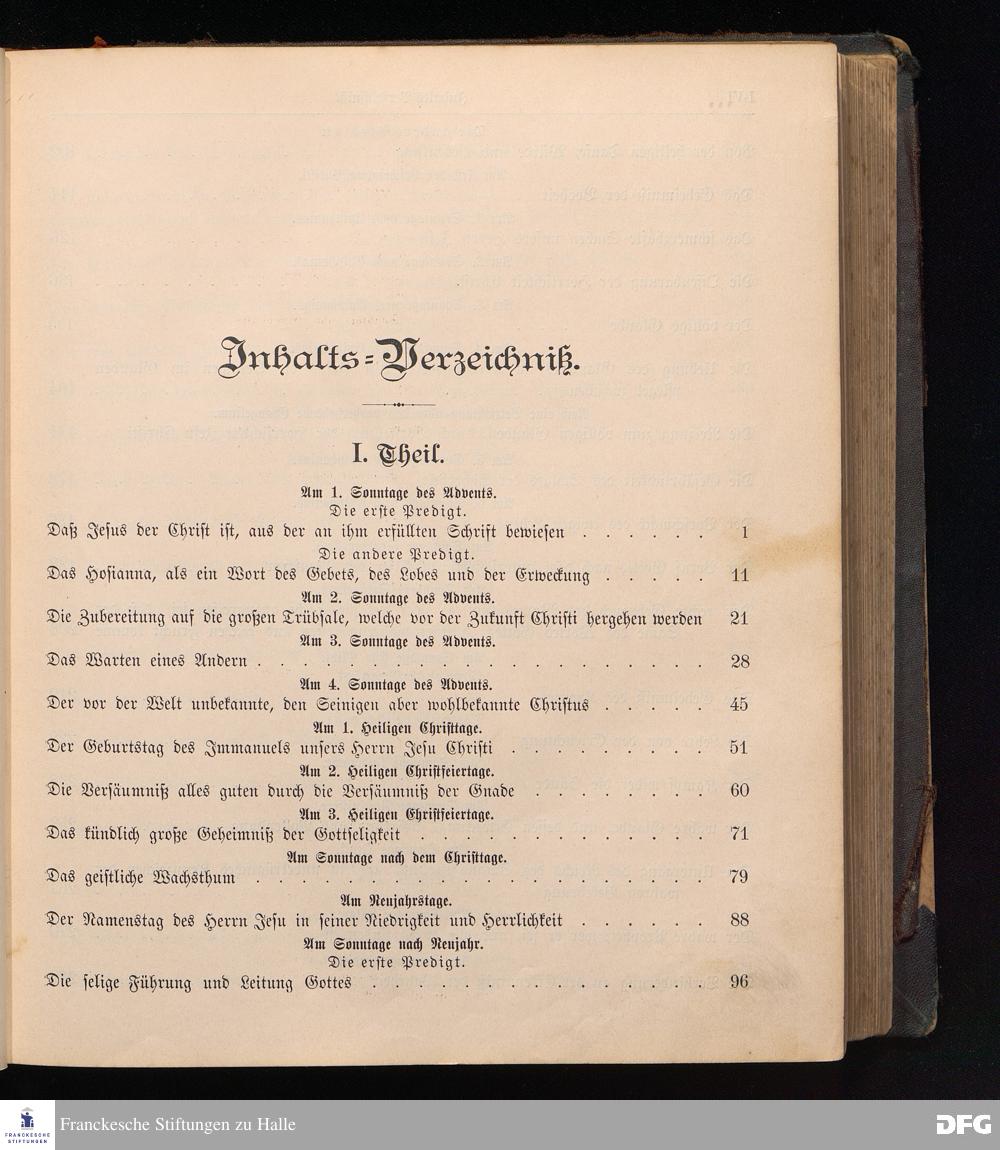 Inhalts-Verzeichniß.
I. Theil.
Am 1. Sonntage des Advents.
Die erste Predigt.
Daß Jesus der Christ ist, aus der an ihm erfüllten Schrift bewiesen . . . . . . 1
Die andere Predigt.
Das Hosianna, als ein Wort des Gebets, des Lobes und der Erweckung . . . . . 11
Am 2. Sonntage des Advents.
Die Zubereitung auf die großen Trübsale, welche vor der Zukunft Christi hergehen werden 21
Am 3. Sonntage des Advents.
Das Warten eines Andern . . . . . . . . . . . . . . . . . . 28
Am 4. Sonntage des Advents.
Der vor der Welt unbekannte, den Seinigen aber wohlbekannte Christus . . . . . 45
Am 1. Heiligen Christtage.
Der Geburtstag des Immanuels unsers Herrn Jesu Christi . . . . . . . . 51
Am 2. Heiligen Christfeiertage.
Die Versäumniß alles guten durch die Versäumniß der Gnade . . . . . . . 60
Am 3. Heiligen Christfeiertage.
Das kündlich große Geheimniß der Gottseligkeit . . . . . . . . . . . . 71
Am Sonntage nach dem Christtage.
Das geistliche Wachsthum . . . . . . . . . . . . . . . . . . 79
Am Neujahrstage.
Der Namenstag des Herrn Jesu in seiner Niedrigkeit und Herrlichkeit . . . . . . 88
Am Sonntage nach Neujahr.
Die erste Predigt.
Die selige Führung und Leitung Gottes . . . . . . . . . . . . . . 96
FRANCKESCHE
STIFTUNGEN
Franckesche Stiftungen zu Halle
DFG